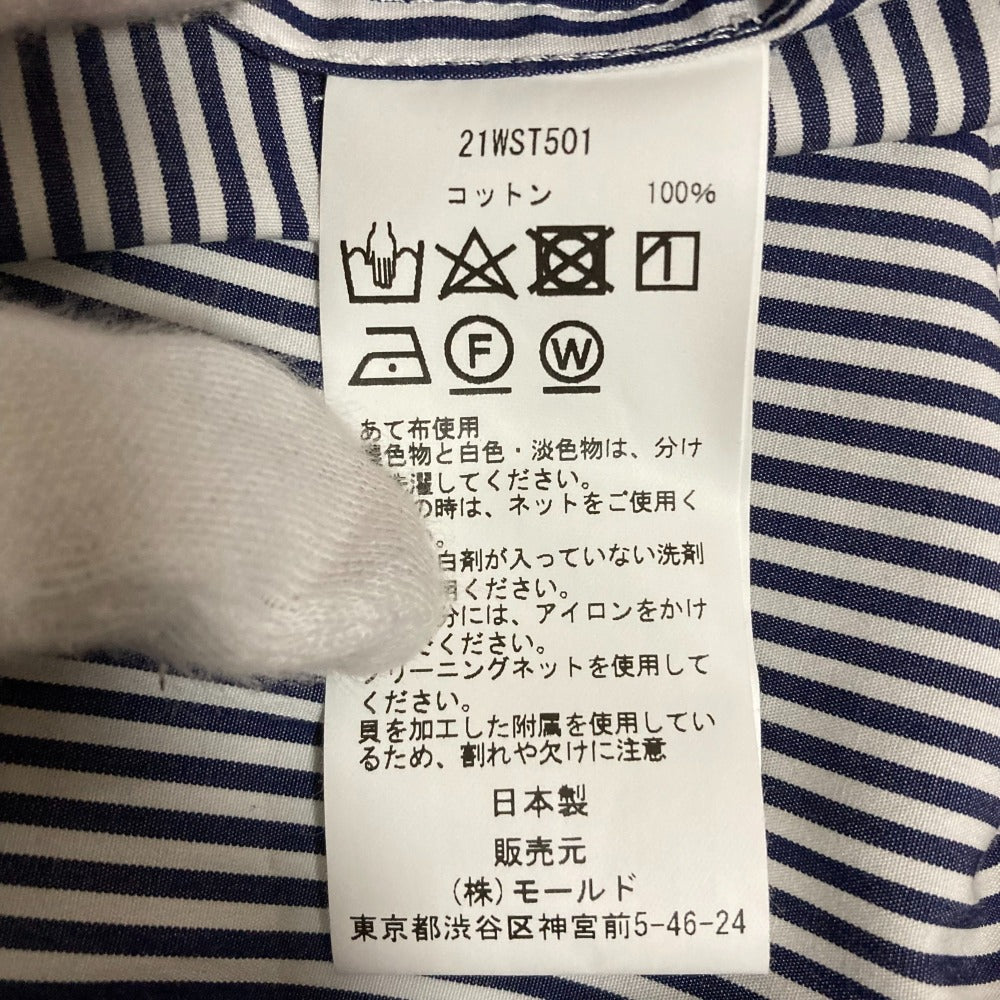 21WST501
コットン 100%
F W
あて布使用
色物と白色・淡色物は、分け
洗濯してください。
の時は、ネットをご使用く
。
白剤が入っていない洗剤
用ください。
分には、アイロンをかけ
ください。
リーニングネットを使用して
ください。
貝を加工した附属を使用してい
るため、割れや欠けに注意
日本製
販売元
(株)モールド
東京都渋谷区神宮前5-46-24